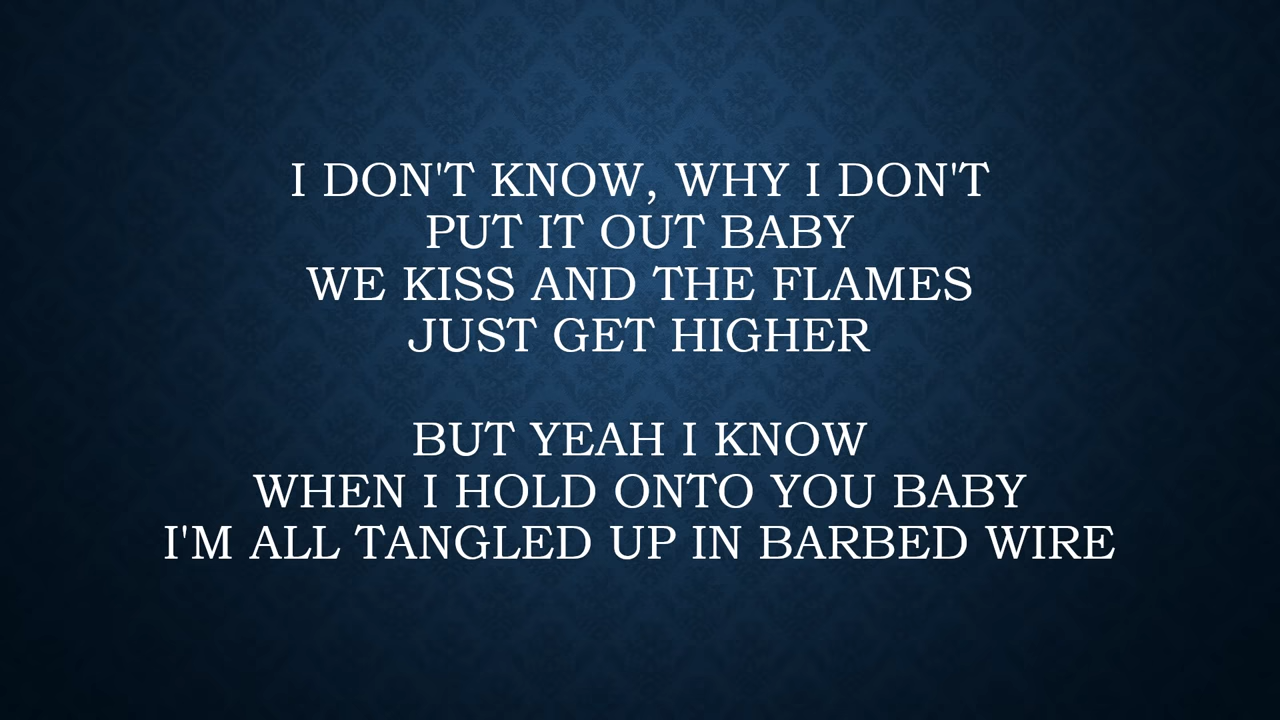 I DON'T KNOW, WHY I DON'T
PUT IT OUT BABY
WE KISS AND THE FLAMES
JUST GET HIGHER
BUT YEAH I KNOW
WHEN I HOLD ONTO YOU BABY
I'M ALL TANGLED UP IN BARBED WIRE